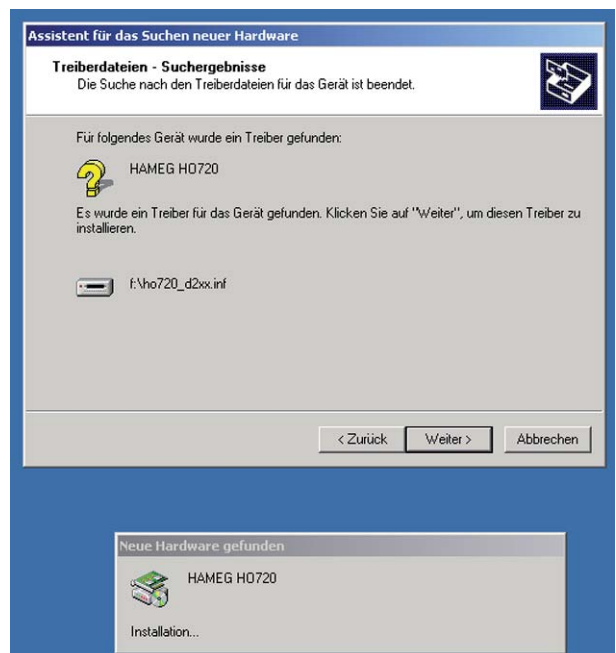 Assistent für das Suchen neuer Hardware
Treiberdateien - Suchergebnisse
Die Suche nach den Treiberdateien für das Gerät ist beendet.
Für folgendes Gerät wurde ein Treiber gefunden:
HAMEG HO720
Es wurde ein Treiber für das Gerät gefunden. Klicken Sie auf "Weiter", um diesen Treiber zu
installieren.
f:\ho720_d2xx.inf
< Zurück
Weiter >
Abbrechen
Neue Hardware gefunden
HAMEG HO720
Installation...